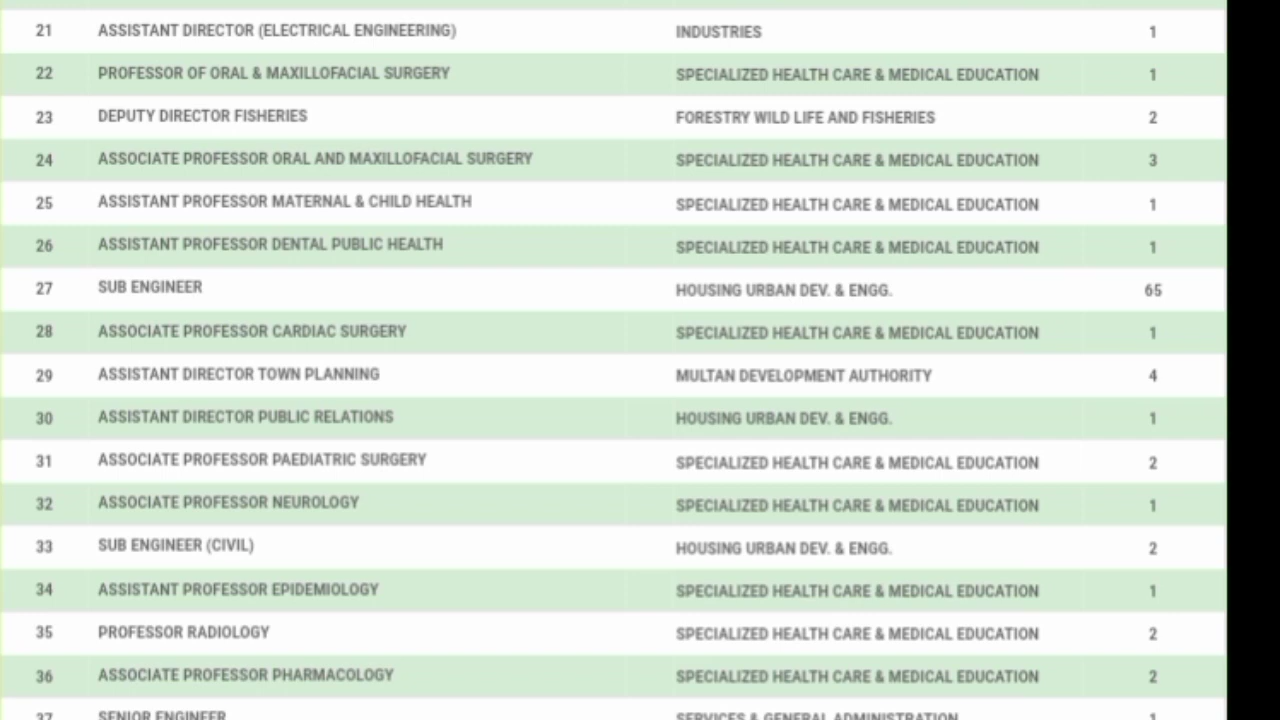 21 ASSISTANT DIRECTOR (ELECTRICAL ENGINEERING) INDUSTRIES 1
22 PROFESSOR OF ORAL & MAXILLOFACIAL SURGERY SPECIALIZED HEALTH CARE & MEDICAL EDUCATION 1
23 DEPUTY DIRECTOR FISHERIES FORESTRY WILD LIFE AND FISHERIES 2
24 ASSOCIATE PROFESSOR ORAL AND MAXILLOFACIAL SURGERY SPECIALIZED HEALTH CARE & MEDICAL EDUCATION 3
25 ASSISTANT PROFESSOR MATERNAL & CHILD HEALTH SPECIALIZED HEALTH CARE & MEDICAL EDUCATION 1
26 ASSISTANT PROFESSOR DENTAL PUBLIC HEALTH SPECIALIZED HEALTH CARE & MEDICAL EDUCATION 1
27 SUB ENGINEER HOUSING URBAN DEV. & ENGG. 65
28 ASSOCIATE PROFESSOR CARDIAC SURGERY SPECIALIZED HEALTH CARE & MEDICAL EDUCATION 1
29 ASSISTANT DIRECTOR TOWN PLANNING MULTAN DEVELOPMENT AUTHORITY 4
30 ASSISTANT DIRECTOR PUBLIC RELATIONS HOUSING URBAN DEV. & ENGG. 1
31 ASSOCIATE PROFESSOR PAEDIATRIC SURGERY SPECIALIZED HEALTH CARE & MEDICAL EDUCATION 2
32 ASSOCIATE PROFESSOR NEUROLOGY SPECIALIZED HEALTH CARE & MEDICAL EDUCATION 1
33 SUB ENGINEER (CIVIL) HOUSING URBAN DEV. & ENGG. 2
34 ASSISTANT PROFESSOR EPIDEMIOLOGY SPECIALIZED HEALTH CARE & MEDICAL EDUCATION 1
35 PROFESSOR RADIOLOGY SPECIALIZED HEALTH CARE & MEDICAL EDUCATION 2
36 ASSOCIATE PROFESSOR PHARMACOLOGY SPECIALIZED HEALTH CARE & MEDICAL EDUCATION 2
37 SENIOR ENGINEER SERVICES & GENERAL ADMINISTRATION 1